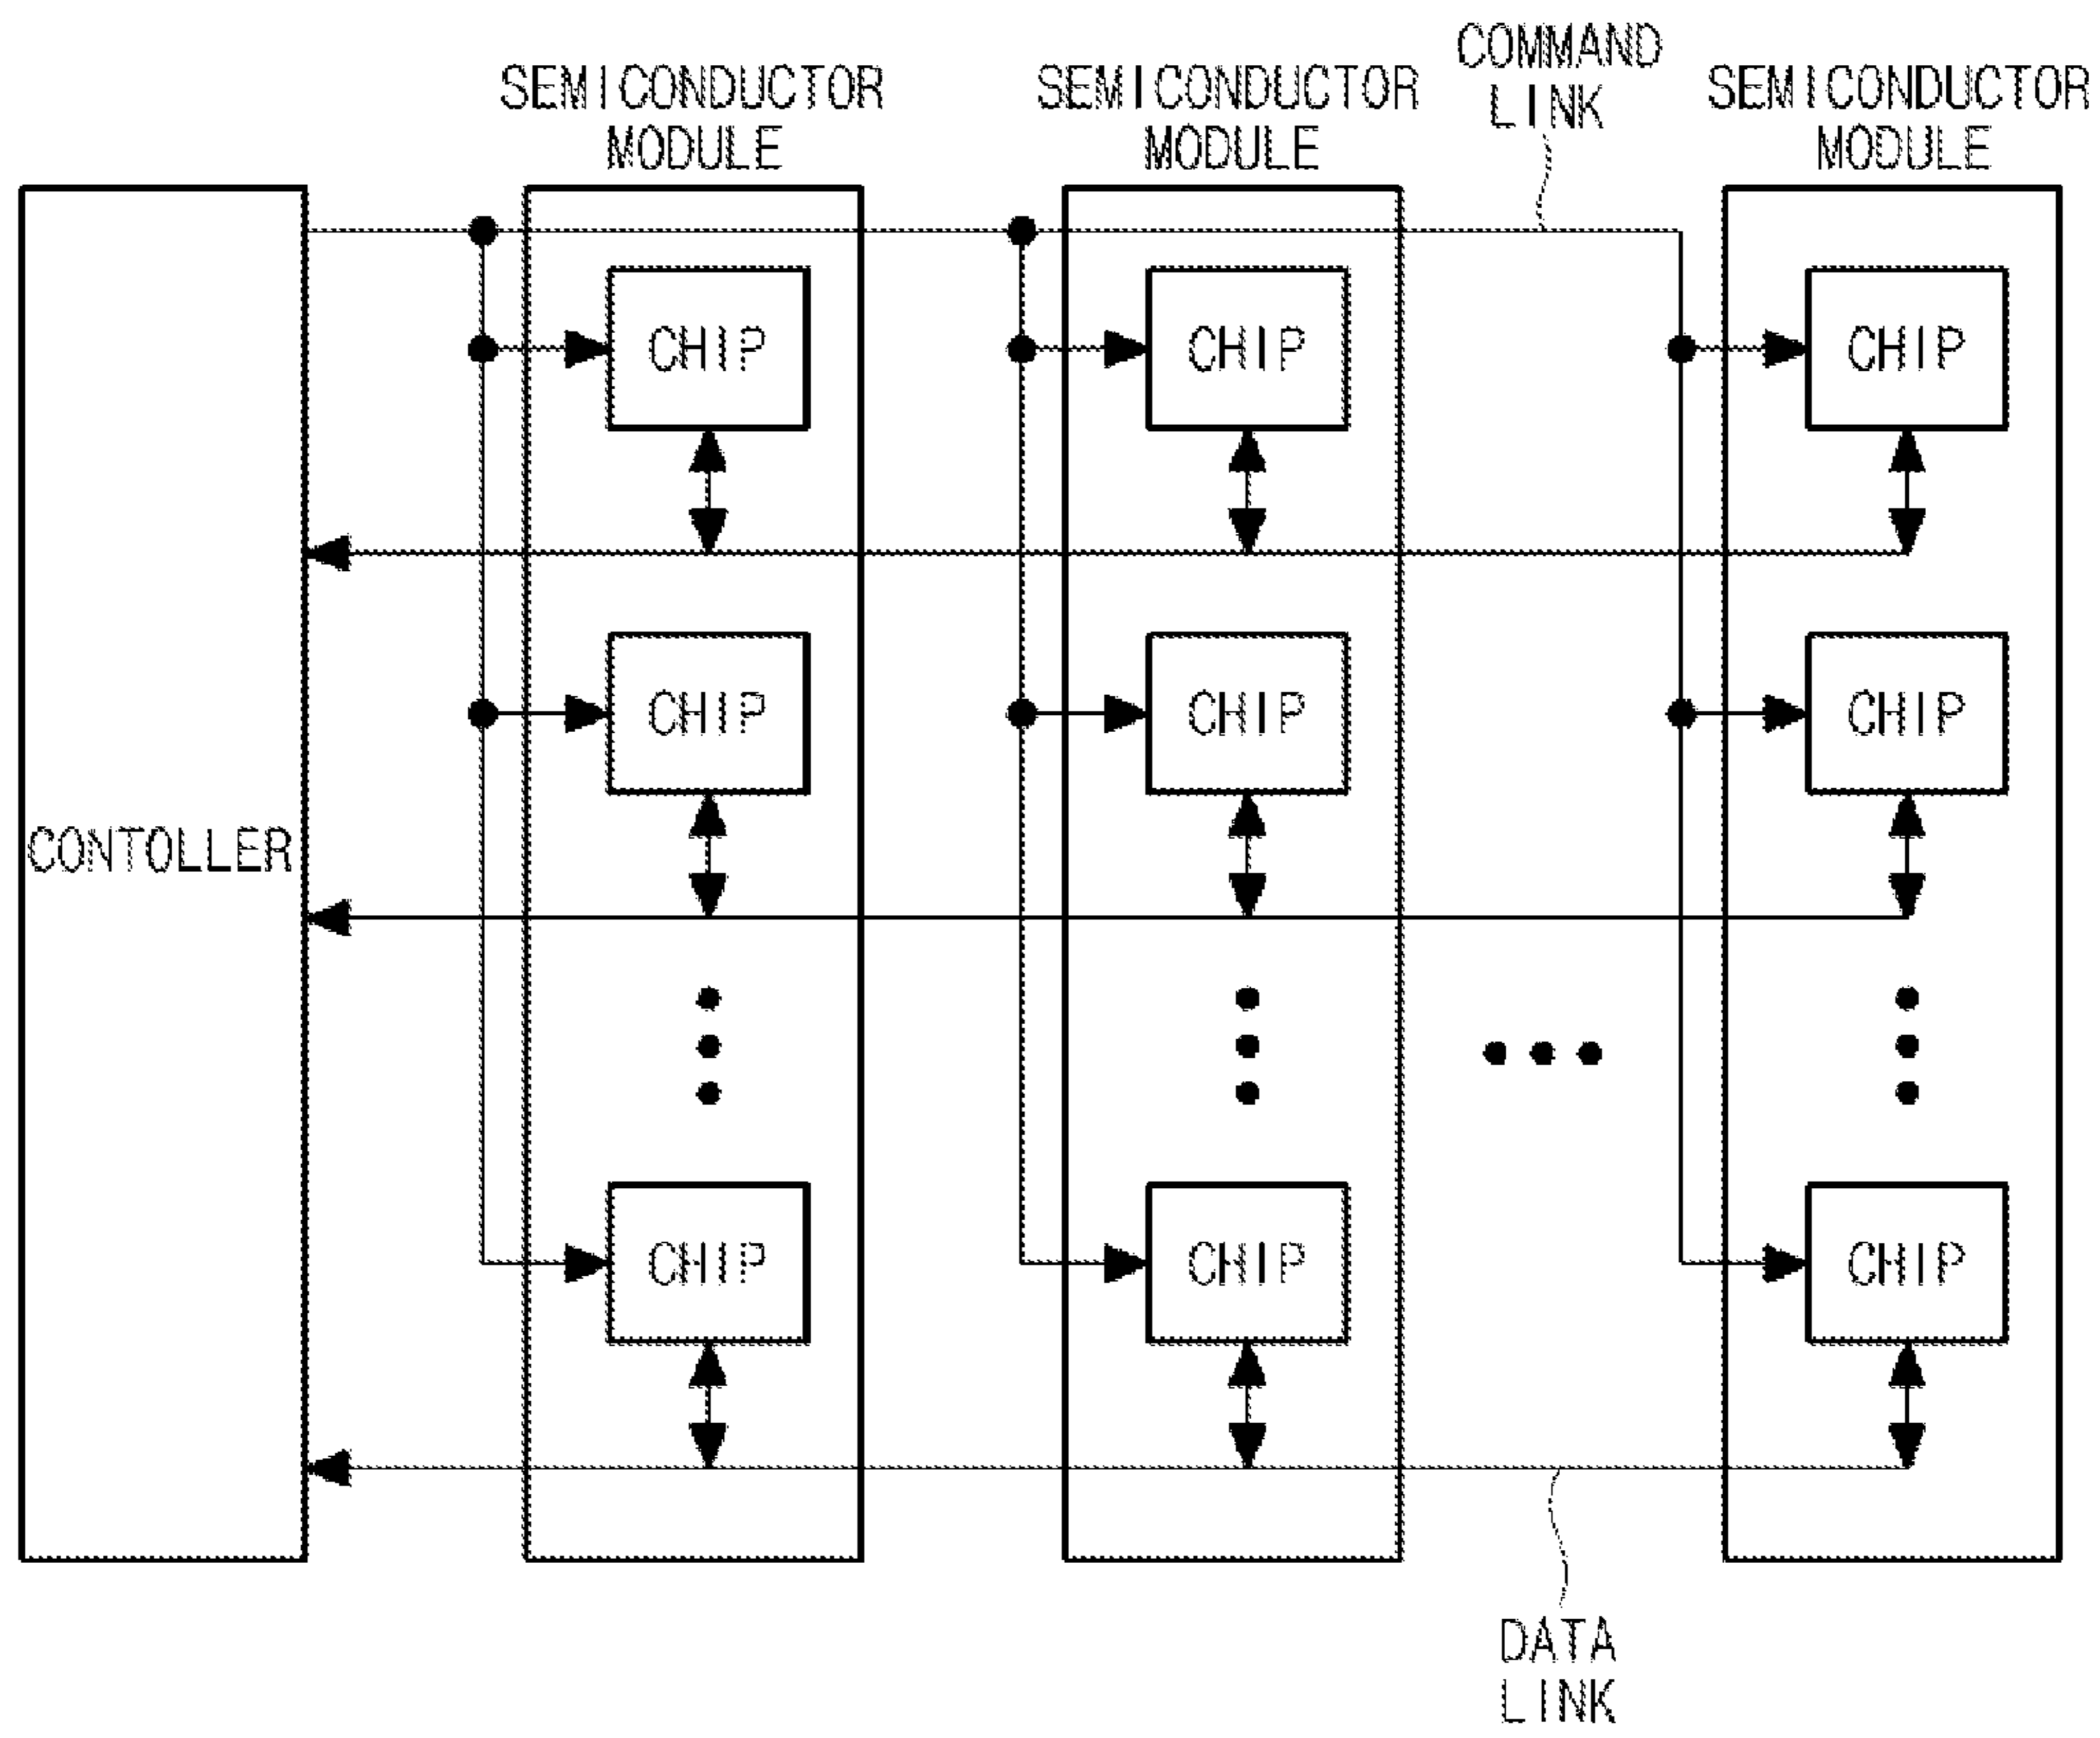 COMMAND
LINK
SEMICONDUCTOR
MODULE
SEMICONDUCTOR
MODULE
SEMICONDUCTOR
MODULE
CHIP
CHIP
CHIP
CHIP
CHIP
CHIP
CONTOLLER
CHIP
CHIP
CHIP
DATA
LINK